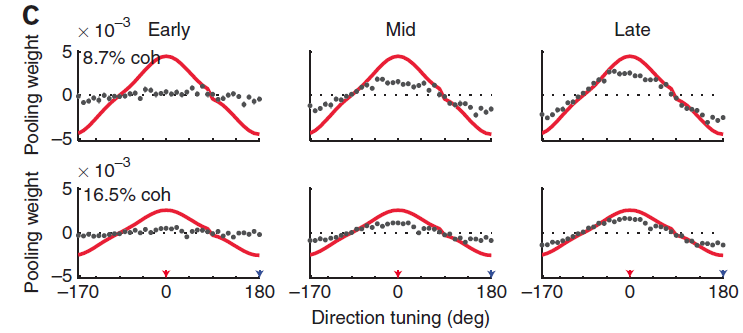 C
Early Mid Late
× 10⁻³
Pooling weight
5
0
−5
8.7% coh
× 10⁻³
Pooling weight
5
0
−5
16.5% coh
−170 0 180 −170 0 180 −170 0 180
Direction tuning (deg)